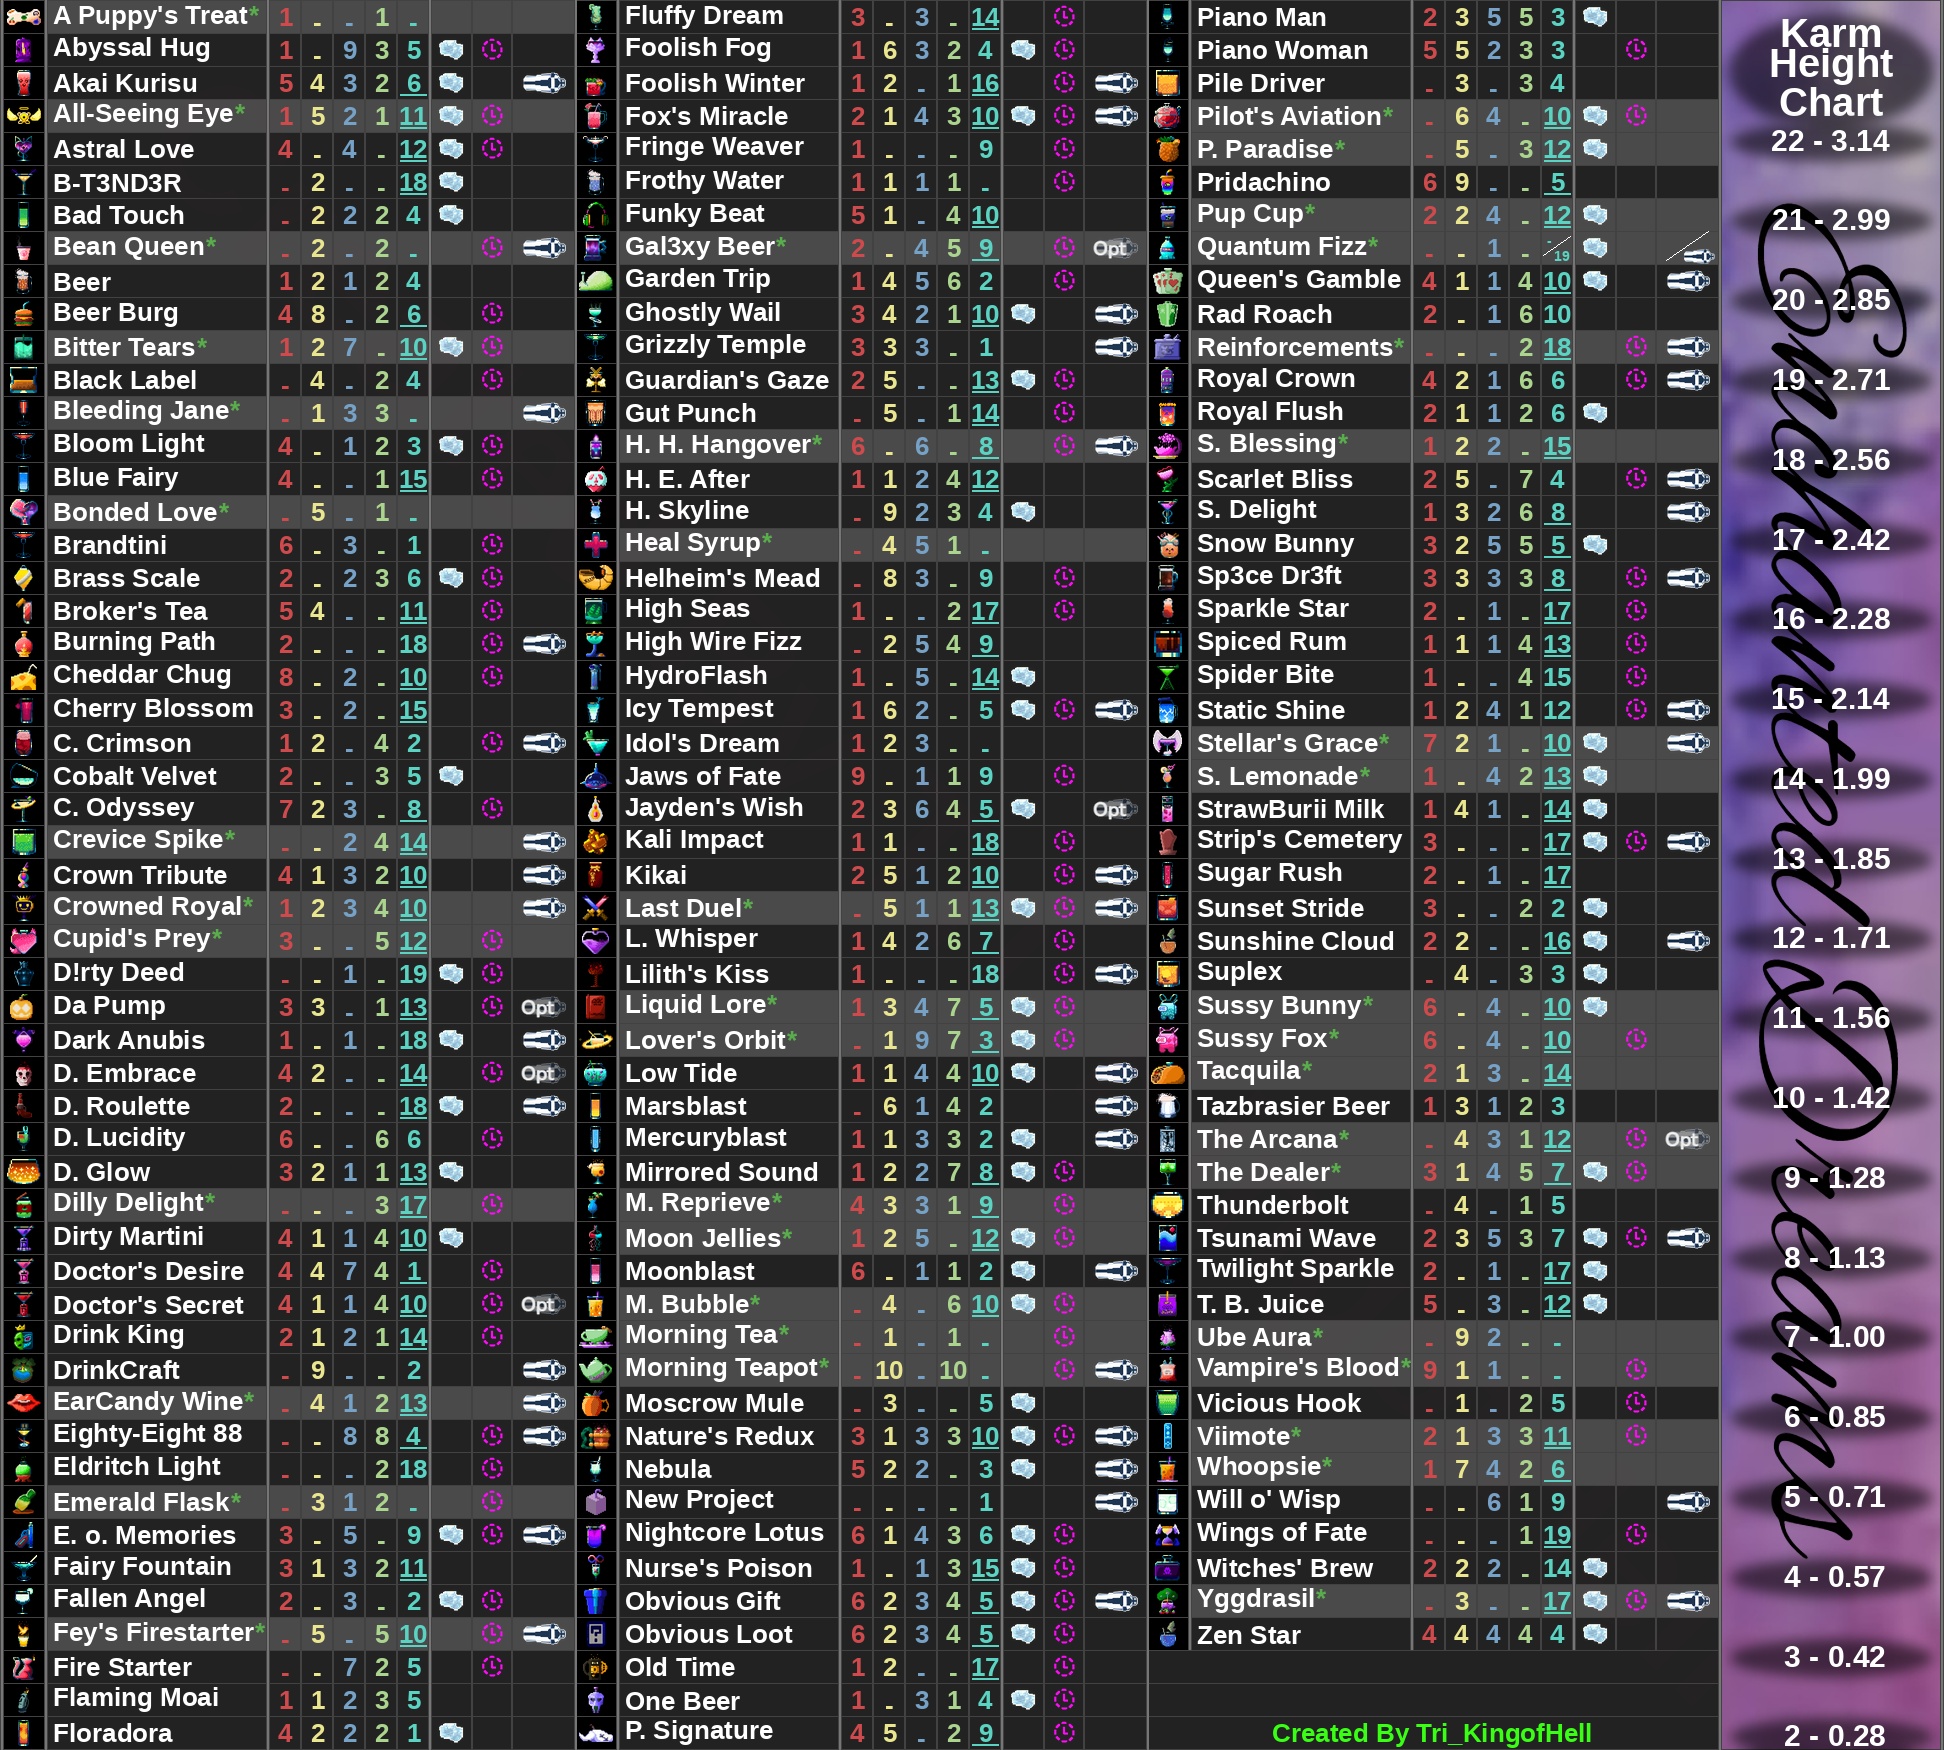 A Puppy's Treat* 1 - - 1 -
Abyssal Hug 1 - 9 3 5
Akai Kurisu 5 4 3 2 6
All-Seeing Eye* 1 5 2 1 11
Astral Love 4 - 4 - 12
B-T3ND3R - 2 - - 18
Bad Touch - 2 2 2 4
Bean Queen* - 2 - 2 -
Beer 1 2 1 2 4
Beer Burg 4 8 - 2 6
Bitter Tears* 1 2 7 - 10
Black Label - 4 - 2 4
Bleeding Jane* - 1 3 3 -
Bloom Light 4 - 1 2 3
Blue Fairy 4 - - 1 15
Bonded Love* - 5 - 1 -
Brandtini 6 - 3 - 1
Brass Scale 2 - 2 3 6
Broker's Tea 5 4 - - 11
Burning Path 2 - - - 18
Cheddar Chug 8 - 2 - 10
Cherry Blossom 3 - 2 - 15
C. Crimson 1 2 - 4 2
Cobalt Velvet 2 - - 3 5
C. Odyssey 7 2 3 - 8
Crevice Spike* - - 2 4 14
Crown Tribute 4 1 3 2 10
Crowned Royal* 1 2 3 4 10
Cupid's Prey* 3 - - 5 12
D!rty Deed - - 1 - 19
Da Pump 3 3 - 1 13 Opt
Dark Anubis 1 - 1 - 18
D. Embrace 4 2 - - 14 Opt
D. Roulette 2 - - - 18
D. Lucidity 6 - - 6 6
D. Glow 3 2 1 1 13
Dilly Delight* - - - 3 17
Dirty Martini 4 1 1 4 10
Doctor's Desire 4 4 7 4 1
Doctor's Secret 4 1 1 4 10 Opt
Drink King 2 1 2 1 14
DrinkCraft - 9 - - 2
EarCandy Wine* - 4 1 2 13
Eighty-Eight 88 - - 8 8 4
Eldritch Light - - - 2 18
Emerald Flask* - 3 1 2 -
E. o. Memories 3 - 5 - 9
Fairy Fountain 3 1 3 2 11
Fallen Angel 2 - 3 - 2
Fey's Firestarter* - 5 - 5 10
Fire Starter - - 7 2 5
Flaming Moai 1 1 2 3 5
Floradora 4 2 2 2 1
Fluffy Dream 3 - 3 - 14
Foolish Fog 1 6 3 2 4
Foolish Winter 1 2 - 1 16
Fox's Miracle 2 1 4 3 10
Fringe Weaver 1 - - - 9
Frothy Water 1 1 1 1 -
Funky Beat 5 1 - 4 10
Gal3xy Beer* 2 - 4 5 9 Opt
Garden Trip 1 4 5 6 2
Ghostly Wail 3 4 2 1 10
Grizzly Temple 3 3 3 - 1
Guardian's Gaze 2 5 - - 13
Gut Punch - 5 - 1 14
H. H. Hangover* 6 - 6 - 8
H. E. After 1 1 2 4 12
H. Skyline - 9 2 3 4
Heal Syrup* - 4 5 1 -
Helheim's Mead - 8 3 - 9
High Seas 1 - - 2 17
High Wire Fizz - 2 5 4 9
HydroFlash 1 - 5 - 14
Icy Tempest 1 6 2 - 5
Idol's Dream 1 2 3 - -
Jaws of Fate 9 - 1 1 9
Jayden's Wish 2 3 6 4 5 Opt
Kali Impact 1 1 - - 18
Kikai 2 5 1 2 10
Last Duel* - 5 1 1 13
L. Whisper 1 4 2 6 7
Lilith's Kiss 1 - - - 18
Liquid Lore* 1 3 4 7 5
Lover's Orbit* - 1 9 7 3
Low Tide 1 1 4 4 10
Marsblast - 6 1 4 2
Mercuryblast 1 1 3 3 2
Mirrored Sound 1 2 2 7 8
M. Reprieve* 4 3 3 1 9
Moon Jellies* 1 2 5 - 12
Moonblast 6 - 1 1 2
M. Bubble* - 4 - 6 10
Morning Tea* - 1 - 1 -
Morning Teapot* - 10 - 10 -
Moscrow Mule - 3 - - 5
Nature's Redux 3 1 3 3 10
Nebula 5 2 2 - 3
New Project - - - - 1
Nightcore Lotus 6 1 4 3 6
Nurse's Poison 1 - 1 3 15
Obvious Gift 6 2 3 4 5
Obvious Loot 6 2 3 4 5
Old Time 1 2 - - 17
One Beer 1 - 3 1 4
P. Signature 4 5 - 2 9
Piano Man 2 3 5 5 3
Piano Woman 5 5 2 3 3
Pile Driver - 3 - 3 4
Pilot's Aviation* - 6 4 - 10
P. Paradise* - 5 - 3 12
Pridachino 6 9 - - 5
Pup Cup* 2 2 4 - 12
Quantum Fizz* - - 1 - -/19
Queen's Gamble 4 1 1 4 10
Rad Roach 2 - 1 6 10
Reinforcements* - - - 2 18
Royal Crown 4 2 1 6 6
Royal Flush 2 1 1 2 6
S. Blessing* 1 2 2 - 15
Scarlet Bliss 2 5 - 7 4
S. Delight 1 3 2 6 8
Snow Bunny 3 2 5 5 5
Sp3ce Dr3ft 3 3 3 3 8
Sparkle Star 2 - 1 - 17
Spiced Rum 1 1 1 4 13
Spider Bite 1 - - 4 15
Static Shine 1 2 4 1 12
Stellar's Grace* 7 2 1 - 10
S. Lemonade* 1 - 4 2 13
StrawBurii Milk 1 4 1 - 14
Strip's Cemetery 3 - - - 17
Sugar Rush 2 - 1 - 17
Sunset Stride 3 - - 2 2
Sunshine Cloud 2 2 - - 16
Suplex - 4 - 3 3
Sussy Bunny* 6 - 4 - 10
Sussy Fox* 6 - 4 - 10
Tacquila* 2 1 3 - 14
Tazbrasier Beer 1 3 1 2 3
The Arcana* - 4 3 1 12 Opt
The Dealer* 3 1 4 5 7
Thunderbolt - 4 - 1 5
Tsunami Wave 2 3 5 3 7
Twilight Sparkle 2 - 1 - 17
T. B. Juice 5 - 3 - 12
Ube Aura* - 9 2 - -
Vampire's Blood* 9 1 1 - -
Vicious Hook - 1 - 2 5
Viimote* 2 1 3 3 11
Whoopsie* 1 7 4 2 6
Will o' Wisp - - 6 1 9
Wings of Fate - - - 1 19
Witches' Brew 2 2 2 - 14
Yggdrasil* - 3 - - 17
Zen Star 4 4 4 4 4
Created By Tri_KingofHell
Karm
Height
Chart
22 - 3.14
21 - 2.99
20 - 2.85
19 - 2.71
18 - 2.56
17 - 2.42
16 - 2.28
15 - 2.14
14 - 1.99
13 - 1.85
12 - 1.71
11 - 1.56
10 - 1.42
9 - 1.28
8 - 1.13
7 - 1.00
6 - 0.85
5 - 0.71
4 - 0.57
3 - 0.42
2 - 0.28
Enchanted Dreams